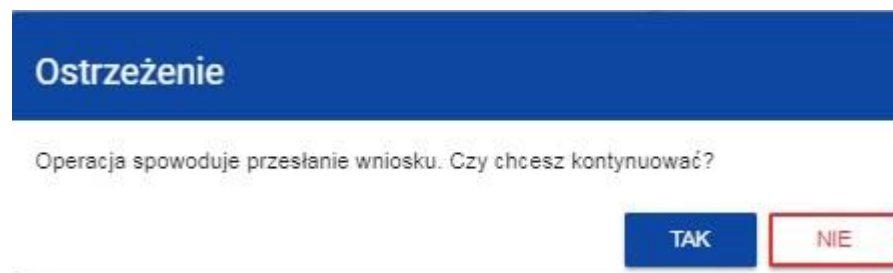 Ostrzeżenie
Operacja spowoduje przesłanie wniosku. Czy chcesz kontynuować?
TAK NIE